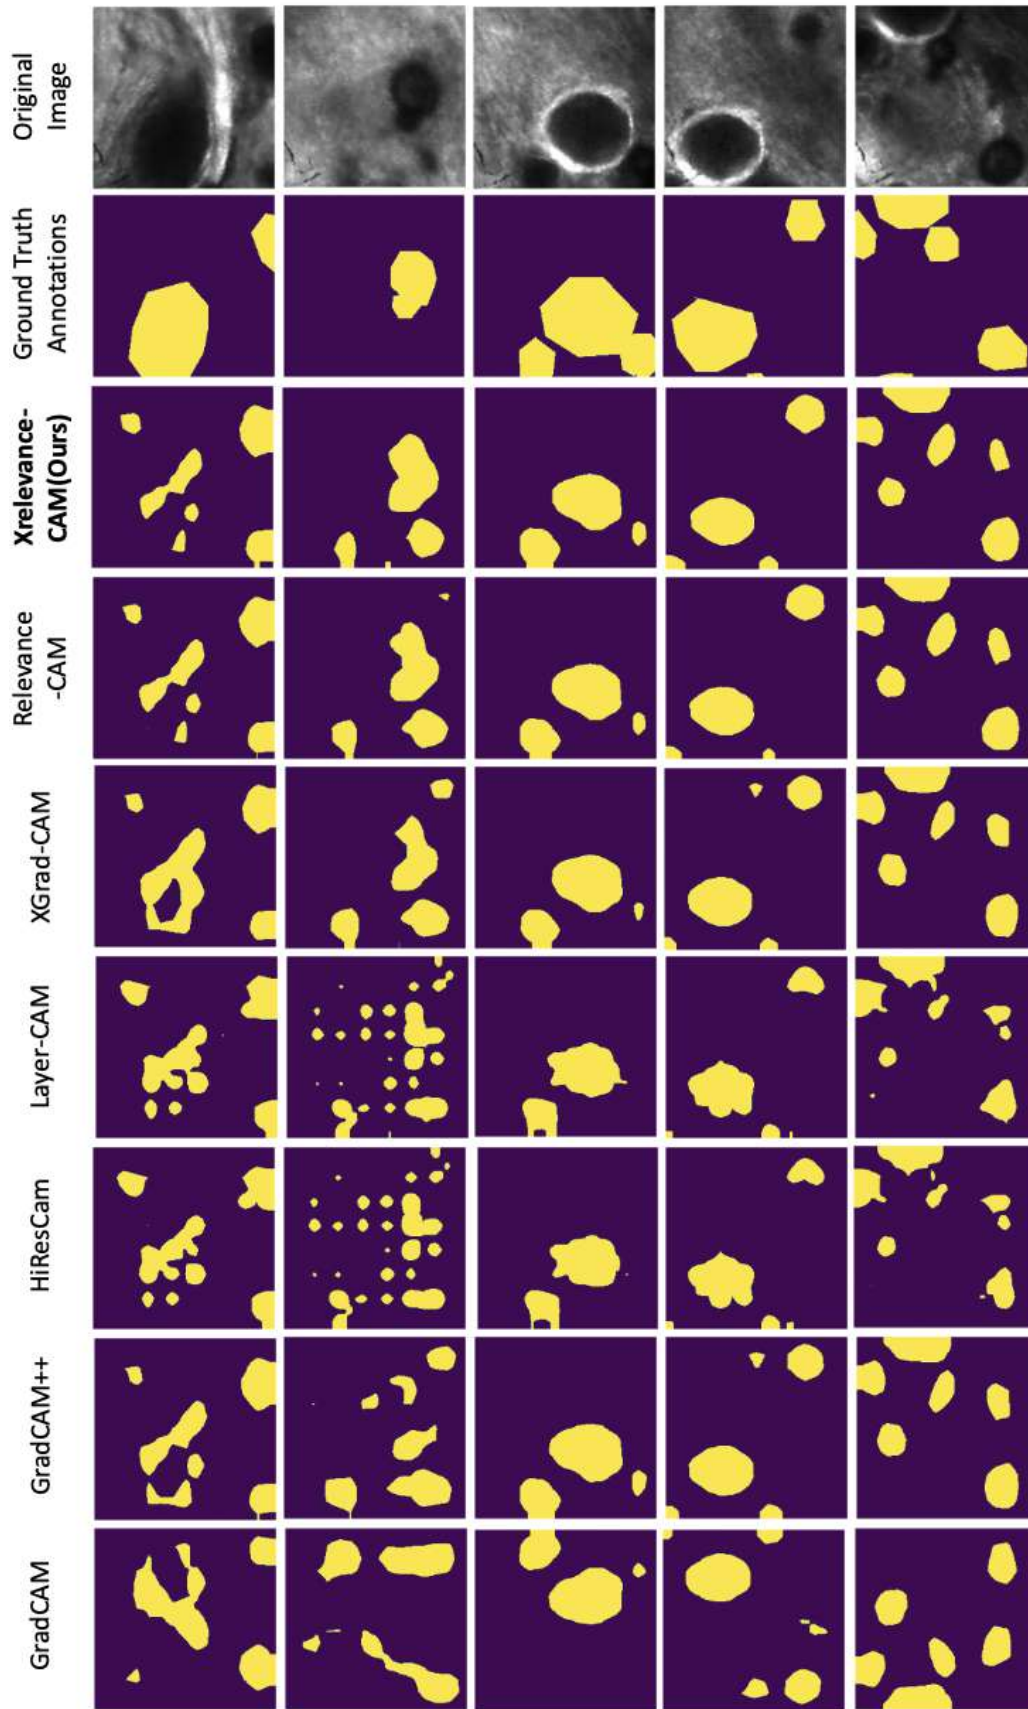 Original
Image
Ground Truth
Annotations
Xrelevance-
CAM(Ours)
Relevance
-CAM
XGrad-CAM
Layer-CAM
HiResCam
GradCAM++
GradCAM